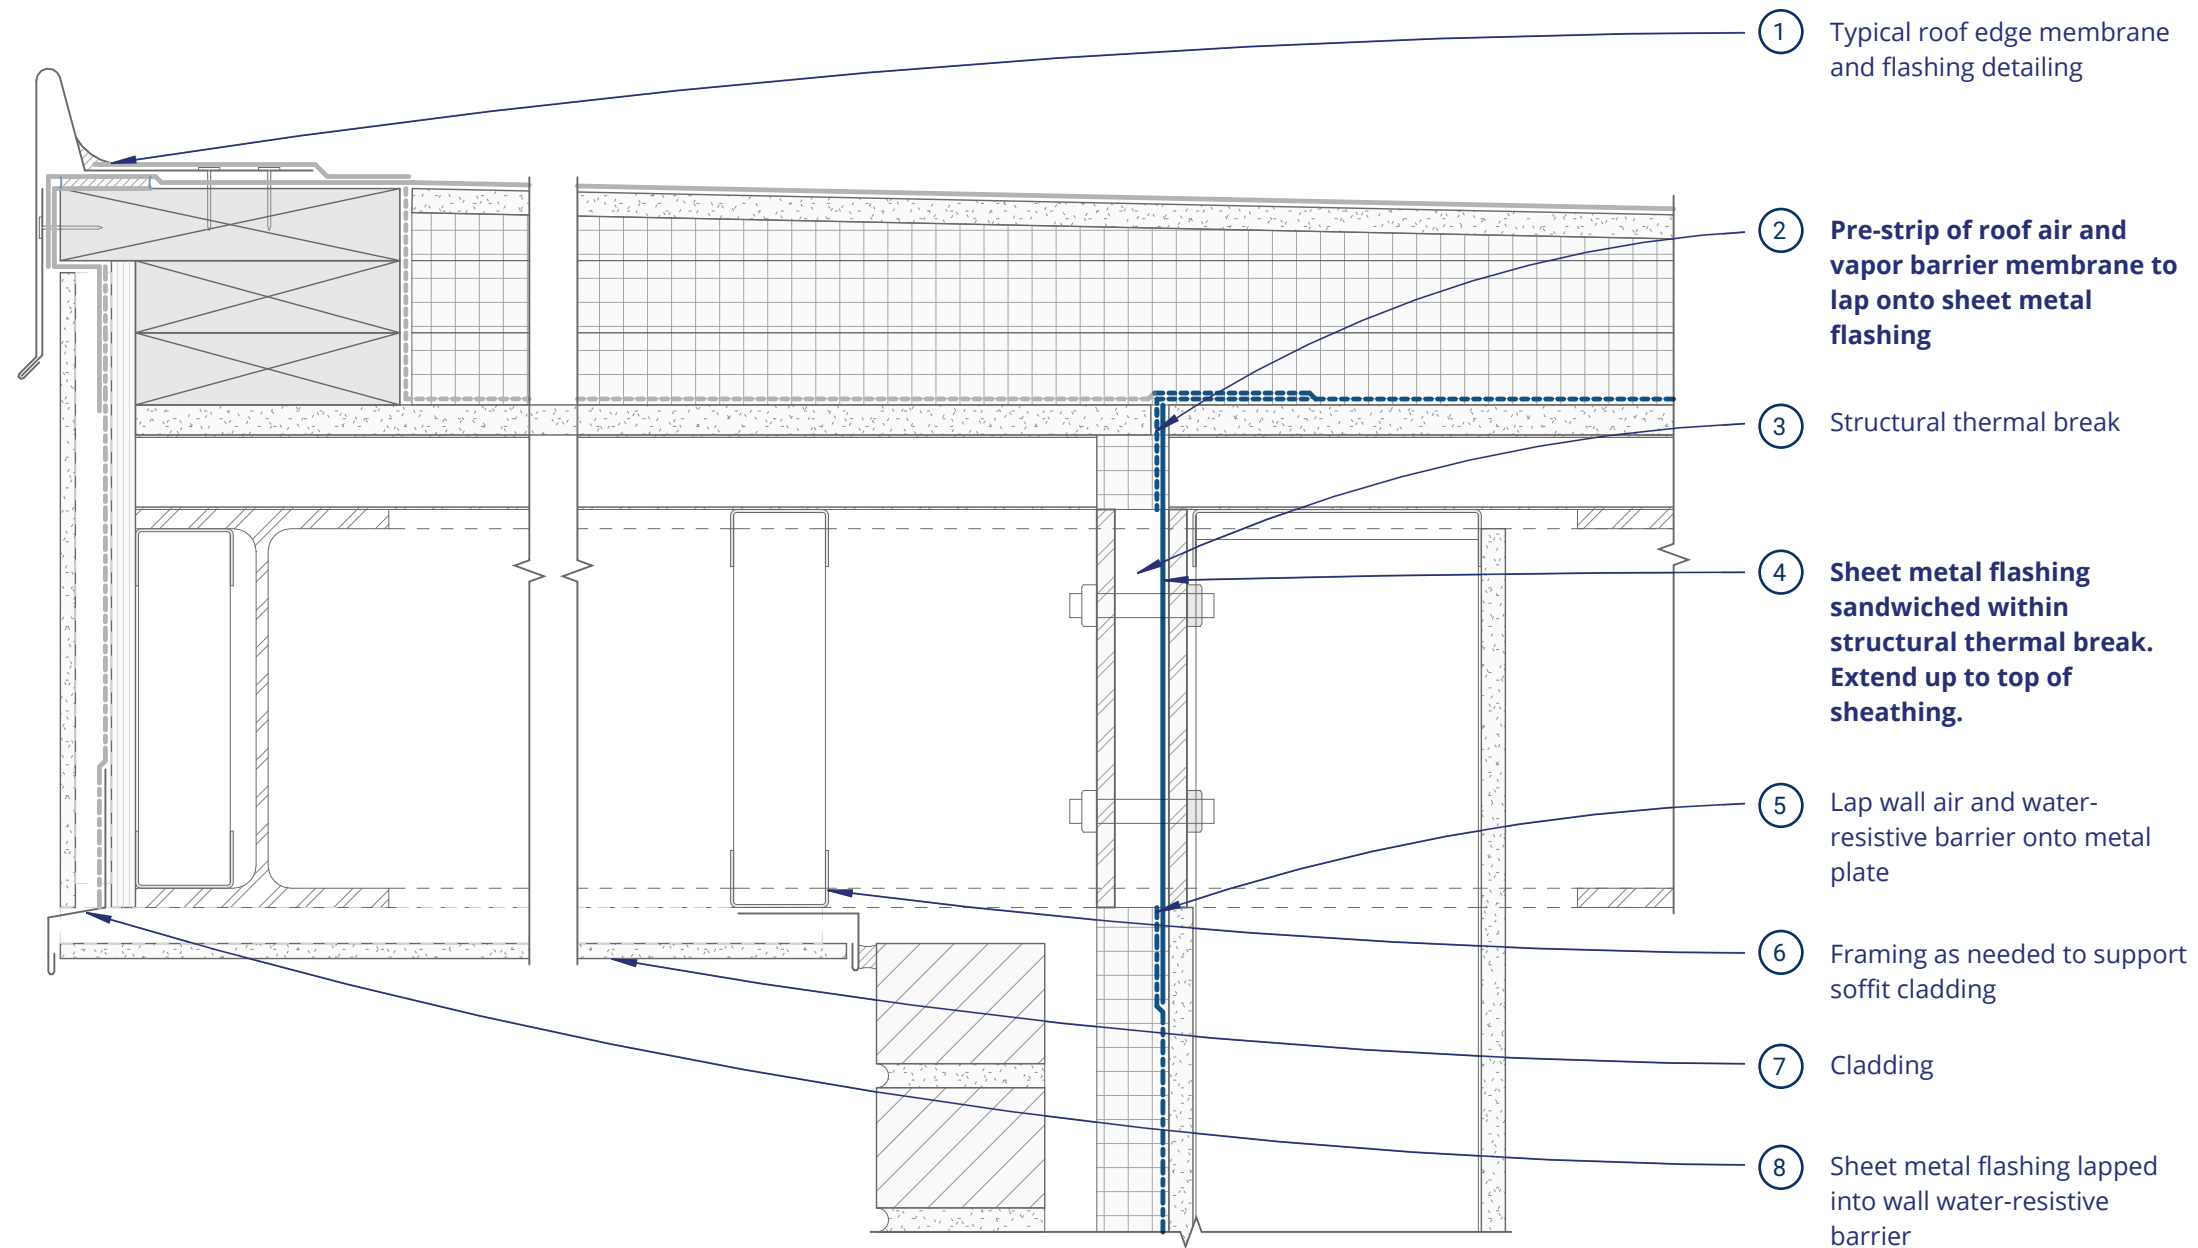 1 Typical roof edge membrane
and flashing detailing
2 Pre-strip of roof air and
vapor barrier membrane to
lap onto sheet metal
flashing
3 Structural thermal break
4 Sheet metal flashing
sandwiched within
structural thermal break.
Extend up to top of
sheathing.
5 Lap wall air and water-
resistive barrier onto metal
plate
6 Framing as needed to support
soffit cladding
7 Cladding
8 Sheet metal flashing lapped
into wall water-resistive
barrier